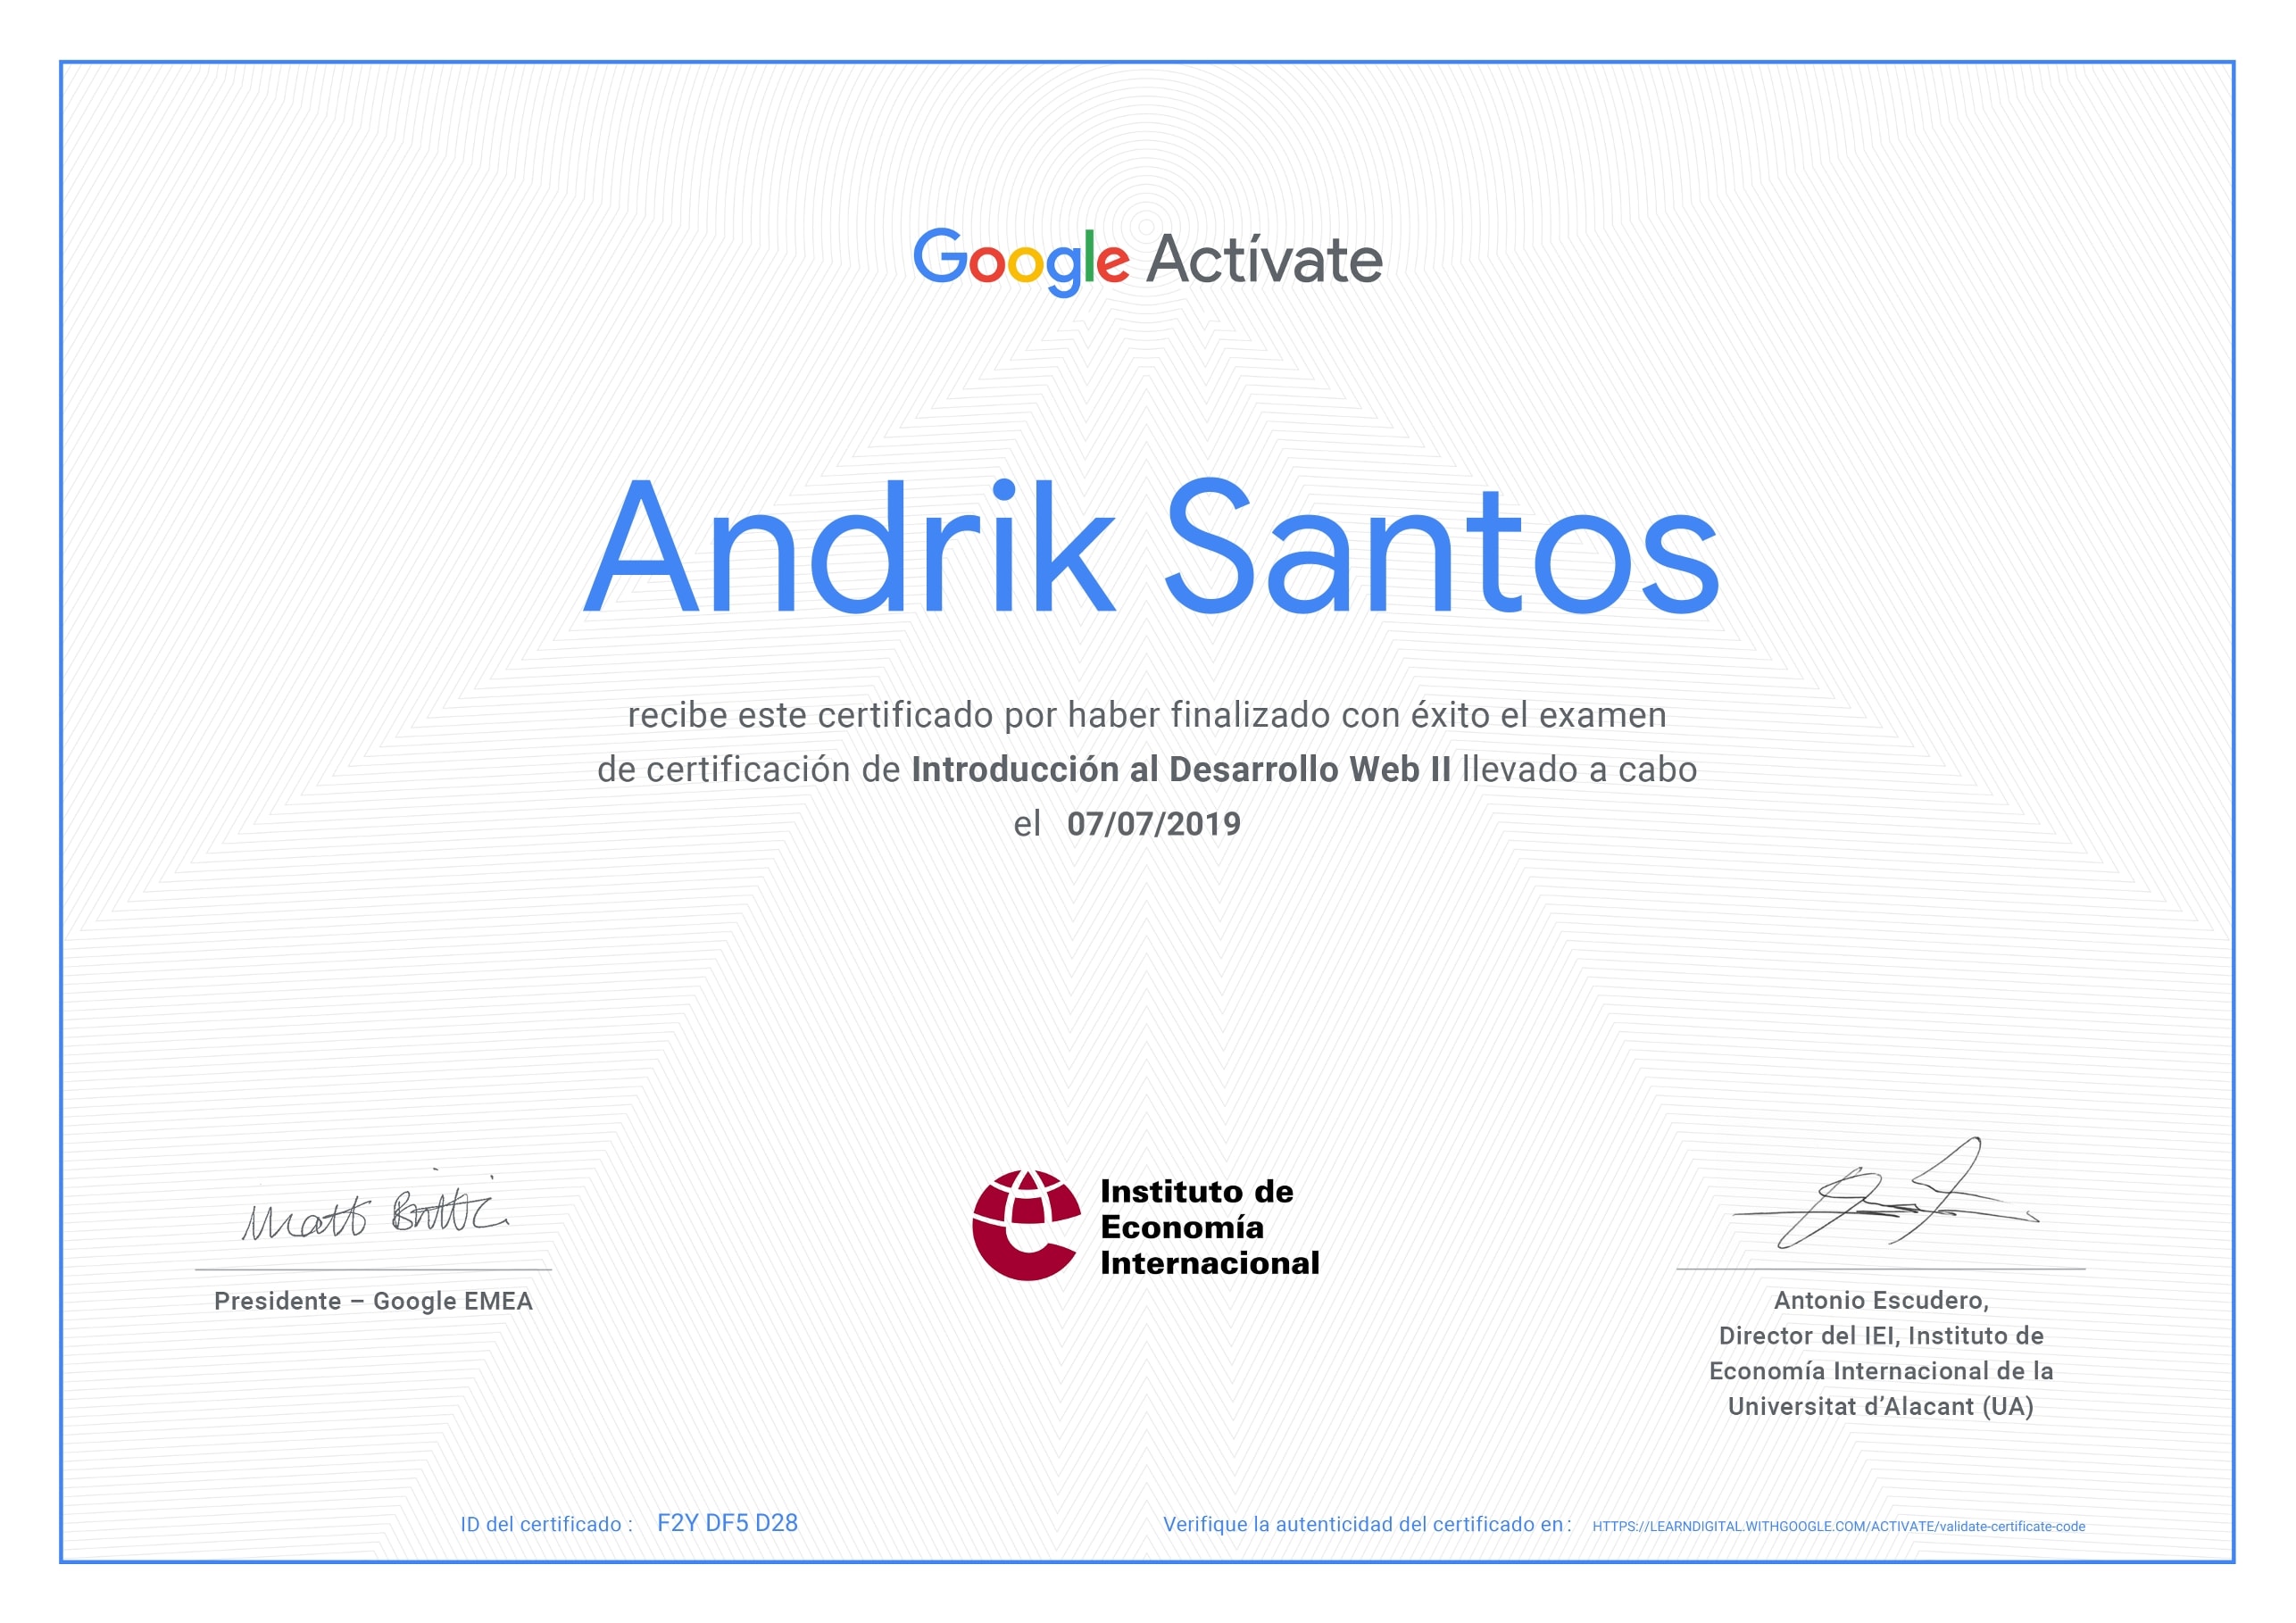 Google Actívate
Andrik Santos
recibe este certificado por haber finalizado con éxito el examen
de certificación de Introducción al Desarrollo Web II llevado a cabo
el 07/07/2019
Matt Brittin
Presidente – Google EMEA
Instituto de
Economía
Internacional
Antonio Escudero,
Director del IEI, Instituto de
Economía Internacional de la
Universitat d’Alacant (UA)
ID del certificado : F2Y DF5 D28
Verifique la autenticidad del certificado en : HTTPS://LEARNDIGITAL.WITHGOOGLE.COM/ACTIVATE/validate-certificate-code